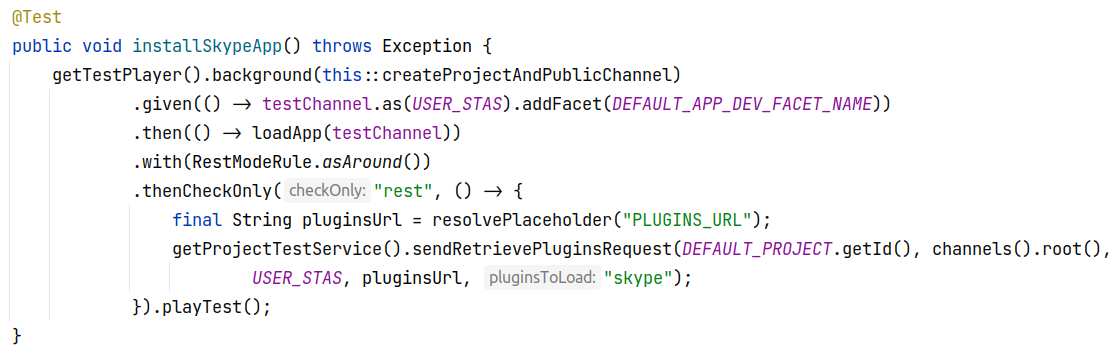 @Test
public void installSkypeApp() throws Exception {
getTestPlayer().background(this::createProjectAndPublicChannel)
.given(() → testChannel.as(USER_STAS).addFacet(DEFAULT_APP_DEV_FACET_NAME))
.then(() → loadApp(testChannel))
.with(RestModeRule.asAround())
.thenCheckOnly( checkOnly: "rest", () → {
final String pluginsUrl = resolvePlaceholder("PLUGINS_URL");
getProjectTestService().sendRetrievePluginsRequest(DEFAULT_PROJECT.getId(), channels().root(),
USER_STAS, pluginsUrl, pluginsToLoad: "skype");
}).playTest();
}